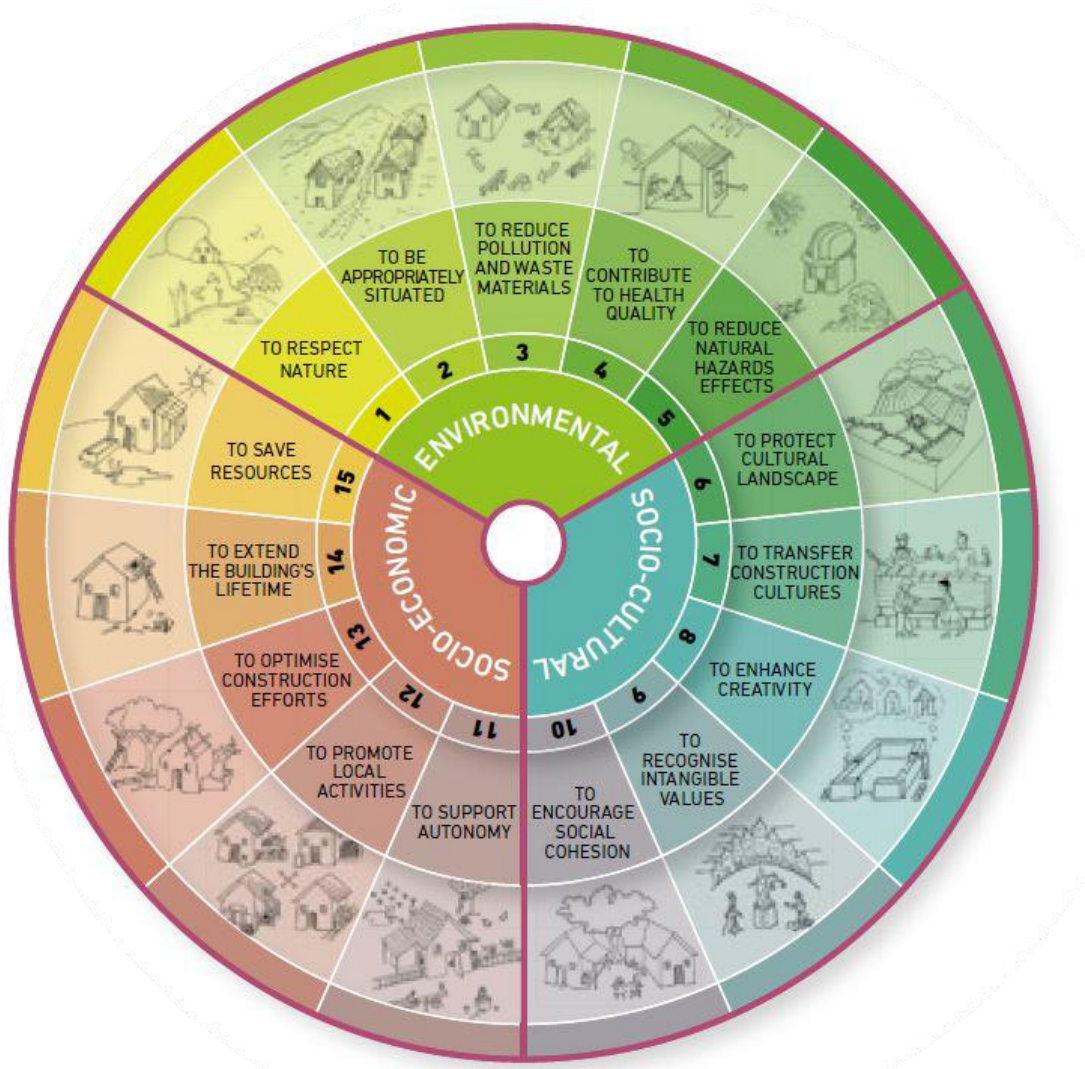 ENVIRONMENTAL
1
TO RESPECT
NATURE
2
TO BE
APPROPRIATELY
SITUATED
3
TO REDUCE
POLLUTION
AND WASTE
MATERIALS
4
TO
CONTRIBUTE
TO HEALTH
QUALITY
5
TO REDUCE
NATURAL
HAZARDS
EFFECTS
SOCIO-CULTURAL
6
TO PROTECT
CULTURAL
LANDSCAPE
7
TO TRANSFER
CONSTRUCTION
CULTURES
8
TO ENHANCE
CREATIVITY
9
TO
RECOGNISE
INTANGIBLE
VALUES
10
TO
ENCOURAGE
SOCIAL
COHESION
SOCIO-ECONOMIC
11
TO SUPPORT
AUTONOMY
12
TO PROMOTE
LOCAL
ACTIVITIES
13
TO OPTIMISE
CONSTRUCTION
EFFORTS
14
TO EXTEND
THE BUILDING'S
LIFETIME
15
TO SAVE
RESOURCES